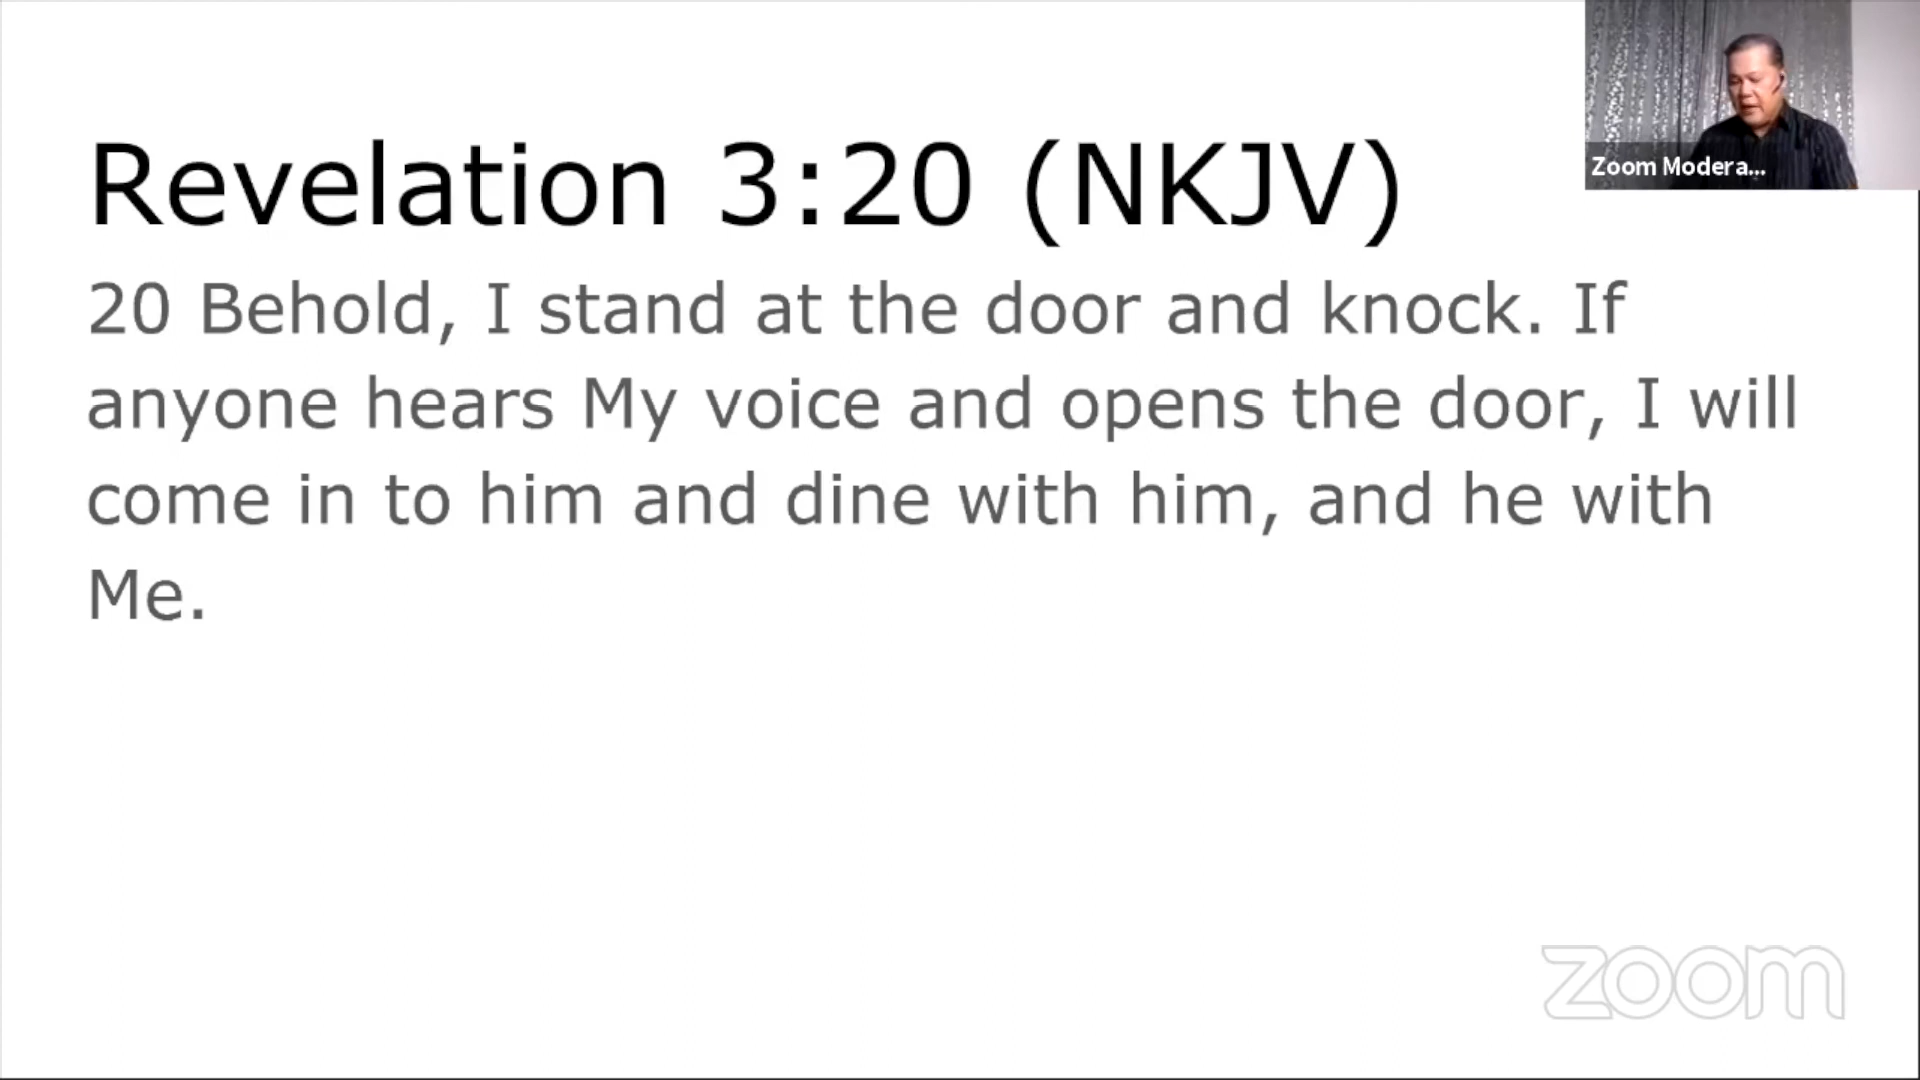 Revelation 3:20 (NKJV)
20 Behold, I stand at the door and knock. If
anyone hears My voice and opens the door, I will
come in to him and dine with him, and he with
Me.
Zoom Modera...
zoom